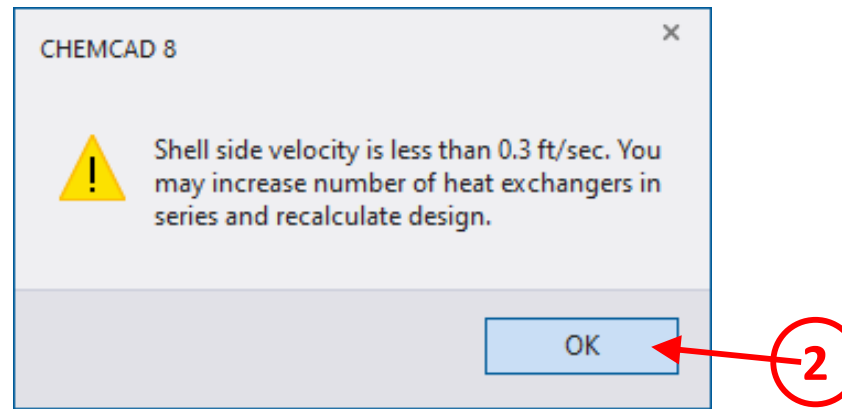 CHEMCAD 8
×
Shell side velocity is less than 0.3 ft/sec. You
may increase number of heat exchangers in
series and recalculate design.
OK
2